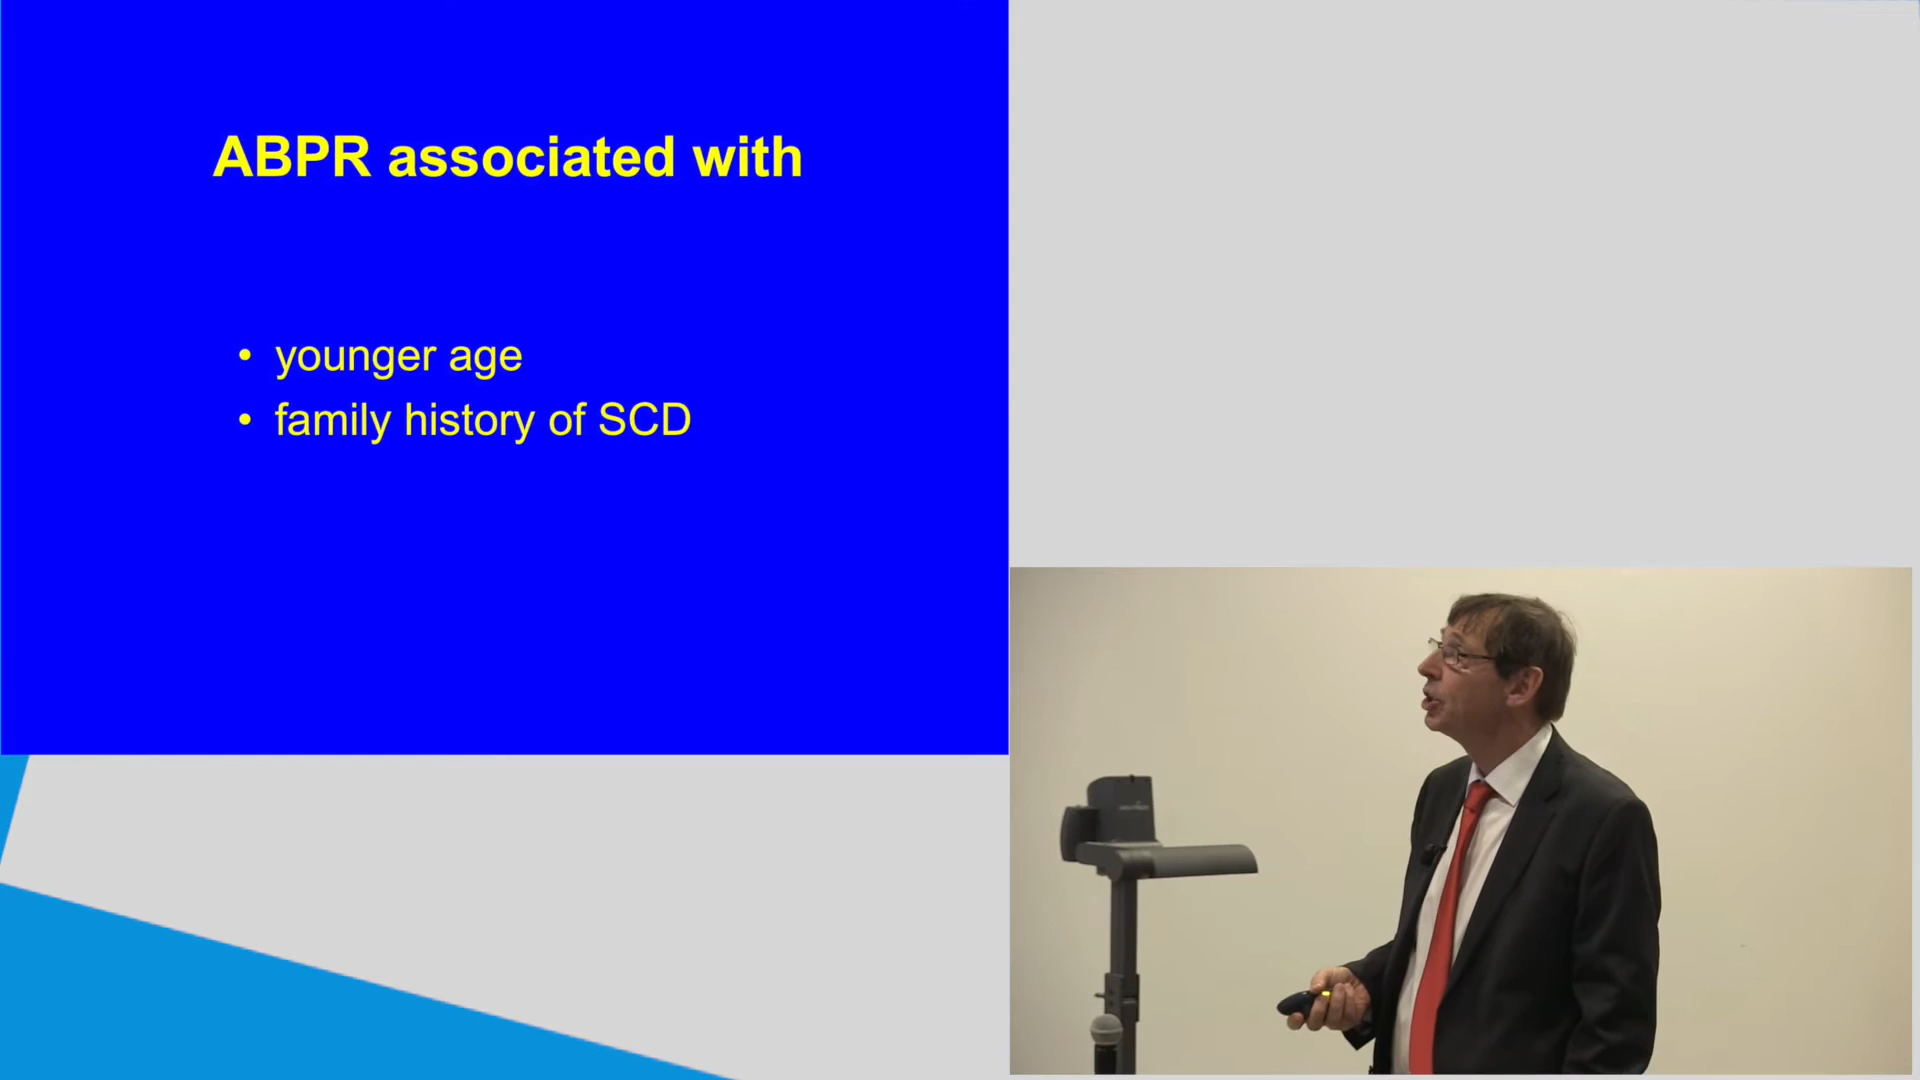 ABPR associated with
• younger age
• family history of SCD